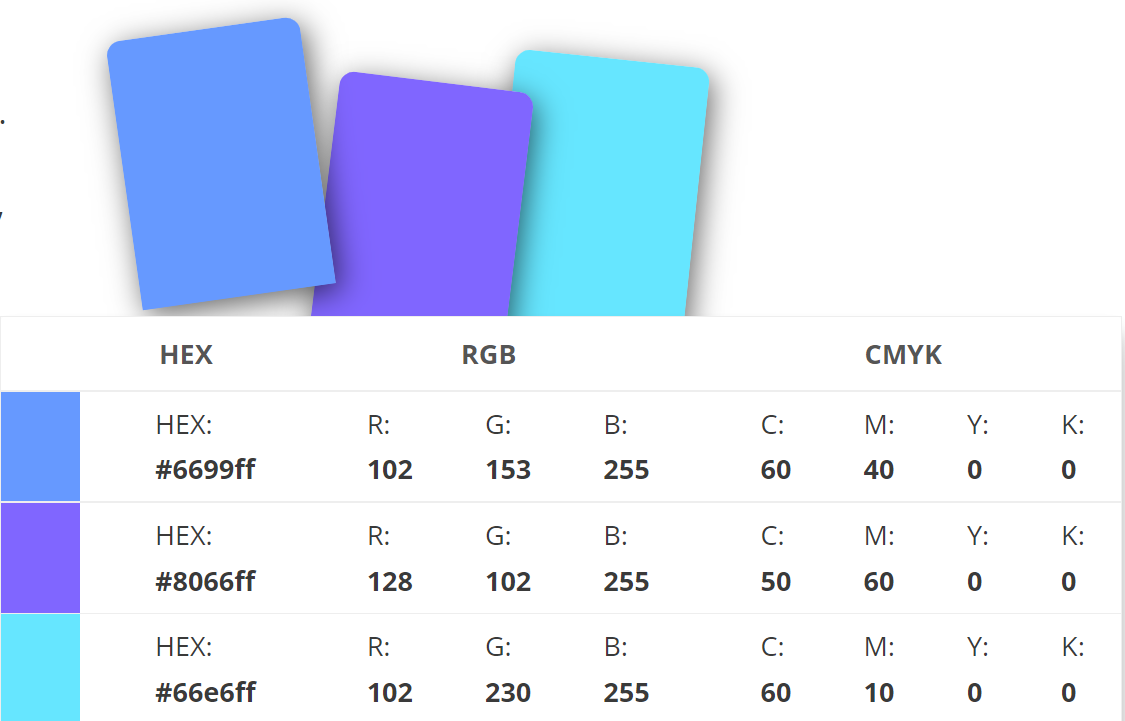 HEX RGB CMYK
HEX: R: G: B: C: M: Y: K:
#6699ff 102 153 255 60 40 0 0
HEX: R: G: B: C: M: Y: K:
#8066ff 128 102 255 50 60 0 0
HEX: R: G: B: C: M: Y: K:
#66e6ff 102 230 255 60 10 0 0